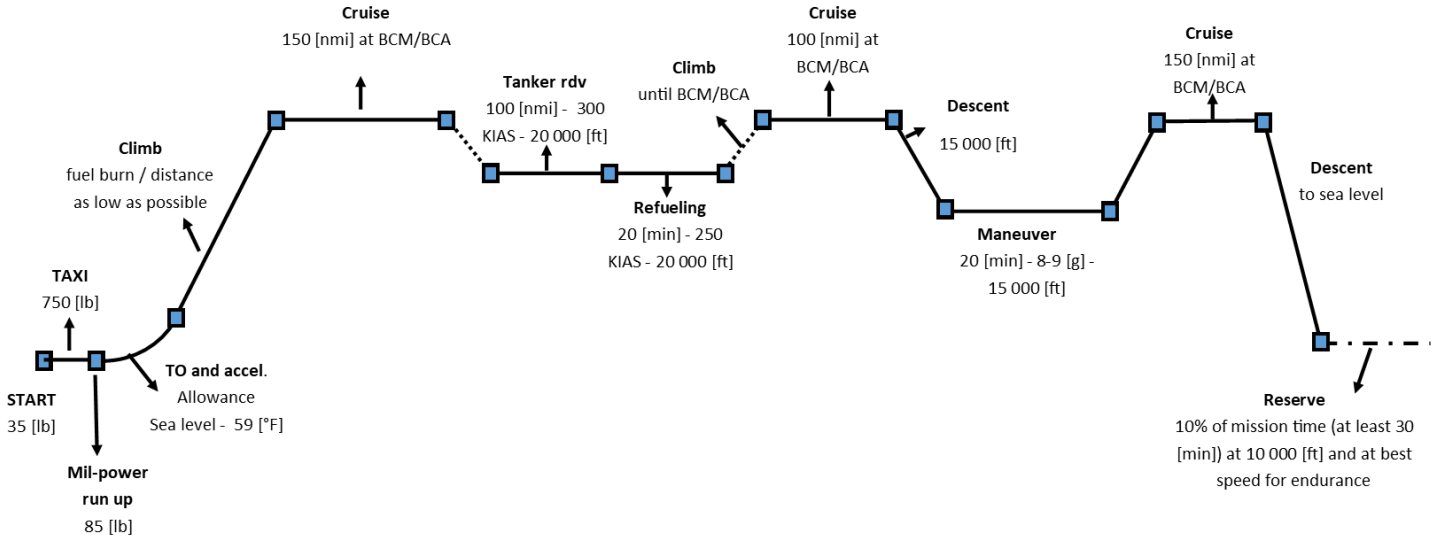 Cruise
150 [nmi] at BCM/BCA
Climb
fuel burn / distance
as low as possible
TAXI
750 [lb]
START
35 [lb]
Mil-power
run up
85 [lb]
TO and accel.
Allowance
Sea level - 59 [°F]
Tanker rdv
100 [nmi] - 300
KIAS - 20 000 [ft]
Refueling
20 [min] - 250
KIAS - 20 000 [ft]
Climb
until BCM/BCA
Cruise
100 [nmi] at
BCM/BCA
Descent
15 000 [ft]
Maneuver
20 [min] - 8-9 [g] -
15 000 [ft]
Cruise
150 [nmi] at
BCM/BCA
Descent
to sea level
Reserve
10% of mission time (at least 30
[min]) at 10 000 [ft] and at best
speed for endurance